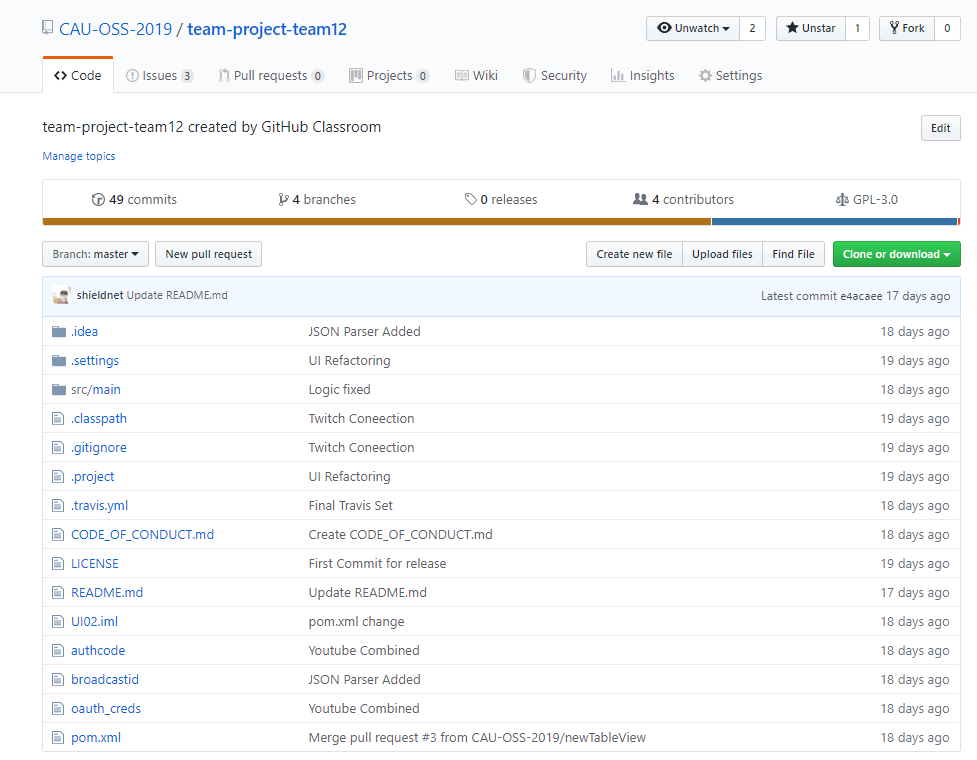 CAU-OSS-2019 / team-project-team12
Unwatch 2 Unstar 1 Fork 0
Code Issues 3 Pull requests 0 Projects 0 Wiki Security Insights Settings
team-project-team12 created by GitHub Classroom Edit
Manage topics
49 commits 4 branches 0 releases 4 contributors GPL-3.0
Branch: master New pull request Create new file Upload files Find File Clone or download
shieldnet Update README.md Latest commit e4acaee 17 days ago
.idea JSON Parser Added 18 days ago
.settings UI Refactoring 19 days ago
src/main Logic fixed 18 days ago
.classpath Twitch Coneection 19 days ago
.gitignore Twitch Coneection 19 days ago
.project UI Refactoring 19 days ago
.travis.yml Final Travis Set 18 days ago
CODE_OF_CONDUCT.md Create CODE_OF_CONDUCT.md 18 days ago
LICENSE First Commit for release 19 days ago
README.md Update README.md 17 days ago
UI02.iml pom.xml change 18 days ago
authcode Youtube Combined 18 days ago
broadcastid JSON Parser Added 18 days ago
oauth_creds Youtube Combined 18 days ago
pom.xml Merge pull request #3 from CAU-OSS-2019/newTableView 18 days ago